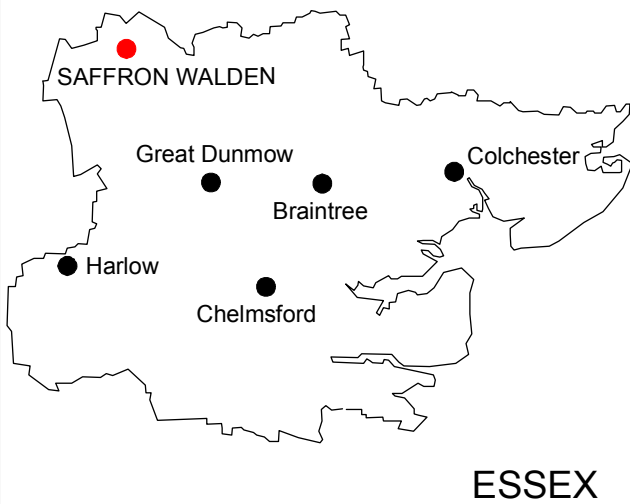 SAFFRON WALDEN
Great Dunmow
Colchester
Braintree
Harlow
Chelmsford
ESSEX